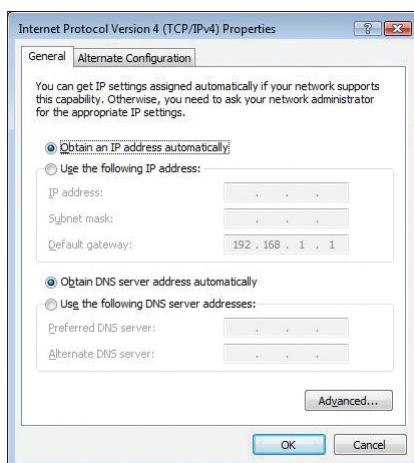 Internet Protocol Version 4 (TCP/IPv4) Properties
General
Alternate Configuration
You can get IP settings assigned automatically if your network supports
this capability. Otherwise, you need to ask your network administrator
for the appropriate IP settings.
Obtain an IP address automatically
Use the following IP address:
IP address: . . .
Subnet mask: . . .
Default gateway: 192 . 168 . 1 . 1
Obtain DNS server address automatically
Use the following DNS server addresses:
Preferred DNS server: . . .
Alternate DNS server: . . .
Advanced...
OK
Cancel